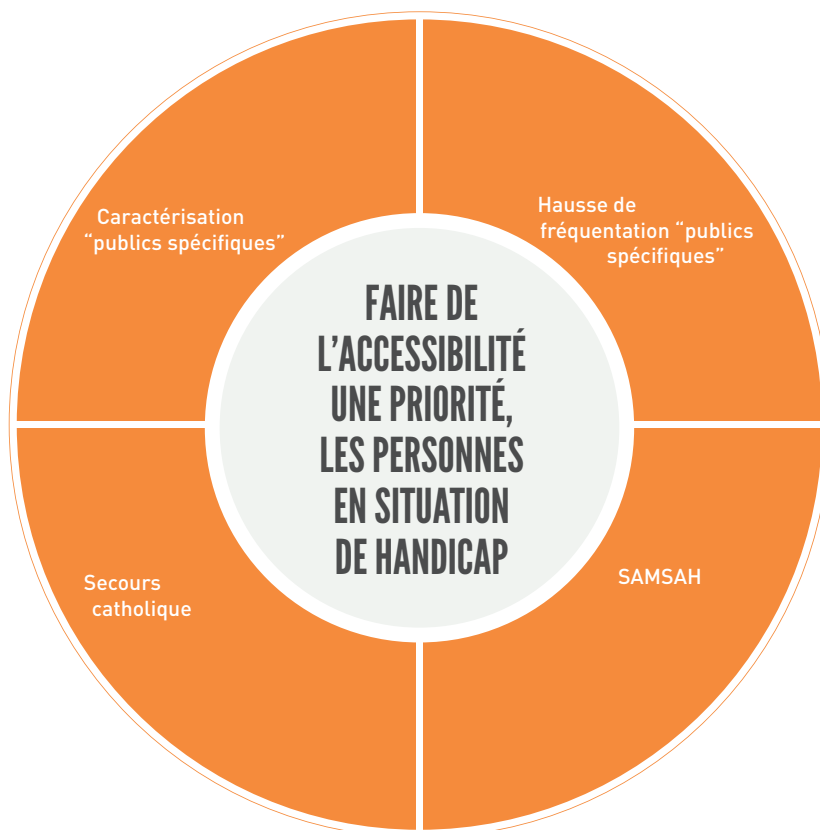 Caractérisation
“publics spécifiques”
Hausse de
fréquentation “publics
spécifiques”
FAIRE DE
L’ACCESSIBILITÉ
UNE PRIORITÉ,
LES PERSONNES
EN SITUATION
DE HANDICAP
Secours
catholique
SAMSAH